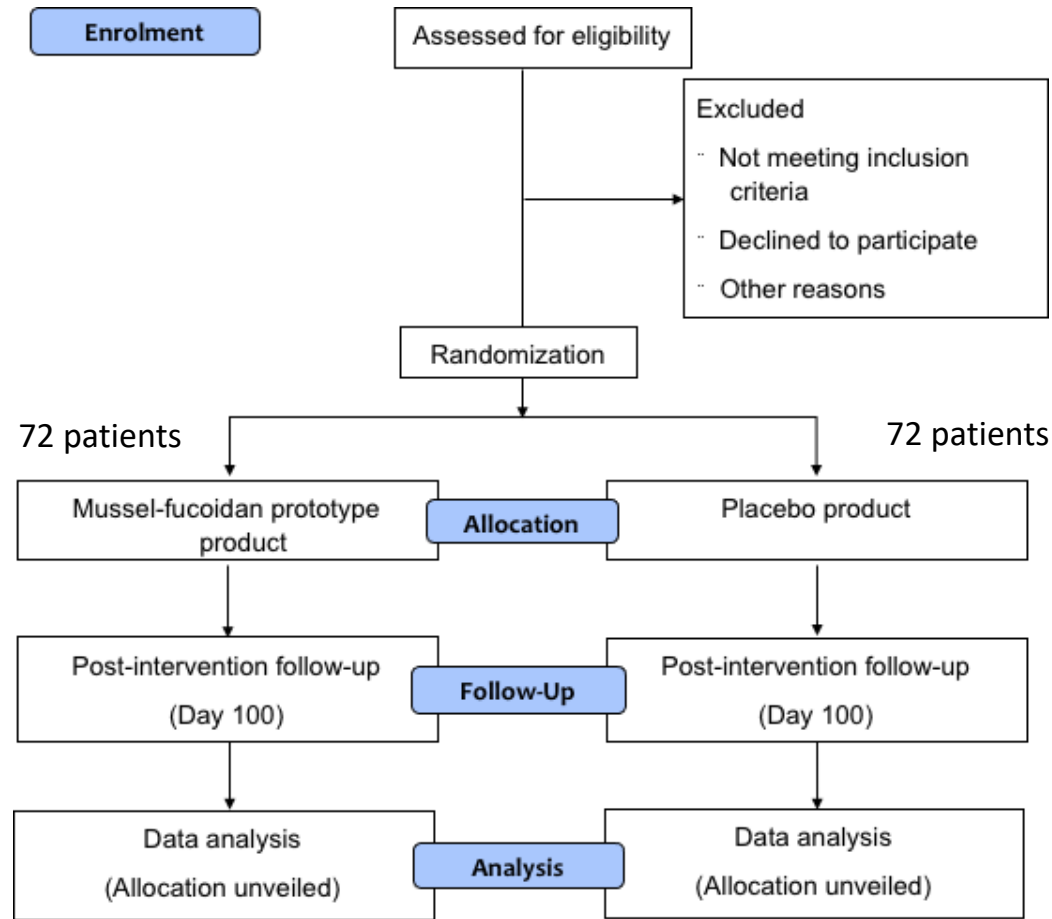 Enrolment
Assessed for eligibility
Excluded
¨ Not meeting inclusion
criteria
¨ Declined to participate
¨ Other reasons
Randomization
72 patients
72 patients
Mussel-fucoidan prototype
product
Allocation
Placebo product
Post-intervention follow-up
(Day 100)
Follow-Up
Post-intervention follow-up
(Day 100)
Data analysis
(Allocation unveiled)
Analysis
Data analysis
(Allocation unveiled)